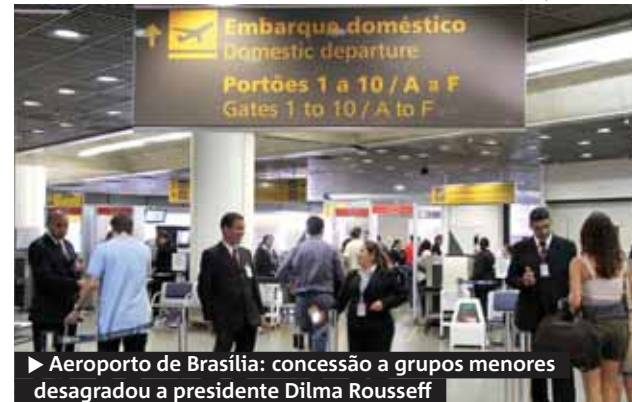 Embarque doméstico
Domestic departure
Portões 1 a 10 / A a F
Gates 1 to 10 / A to F
▶ Aeroporto de Brasília: concessão a grupos menores
desagradou a presidente Dilma Rousseff